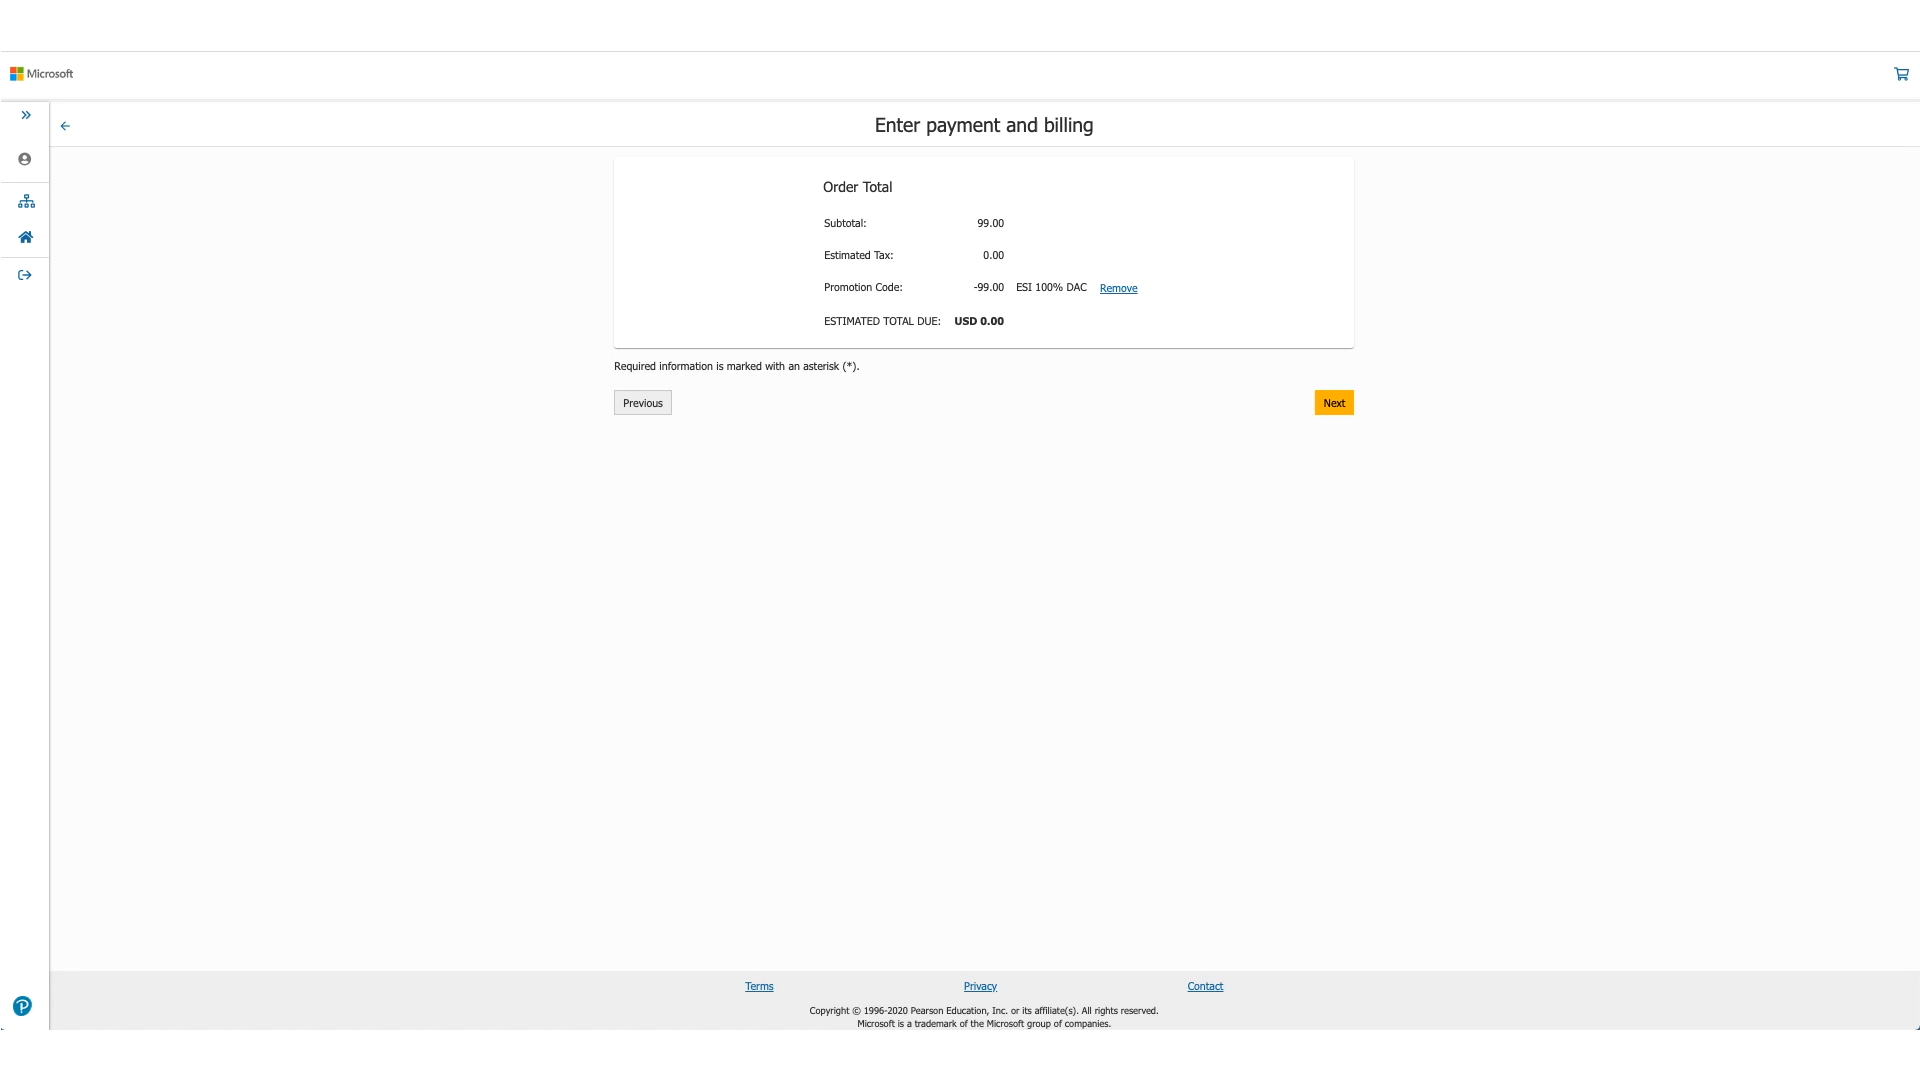 Microsoft
Enter payment and billing
Order Total
Subtotal: 99.00
Estimated Tax: 0.00
Promotion Code: -99.00 ESI 100% DAC Remove
ESTIMATED TOTAL DUE: USD 0.00
Required information is marked with an asterisk (*).
Previous Next
Terms Privacy Contact
Copyright © 1996-2020 Pearson Education, Inc. or its affiliate(s). All rights reserved.
Microsoft is a trademark of the Microsoft group of companies.